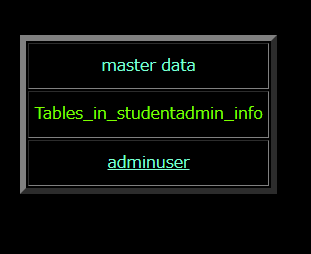 master data
Tables_in_studentadmin_info
adminuser